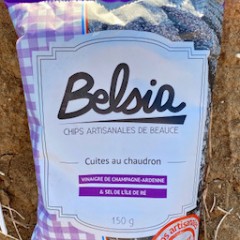 Belsia
CHIPS ARTISANALES DE BEAUCE
Cuites au chaudron
VINAIGRE DE CHAMPAGNE-ARDENNE
& SEL DE L'ÎLE DE RÉ
150 g